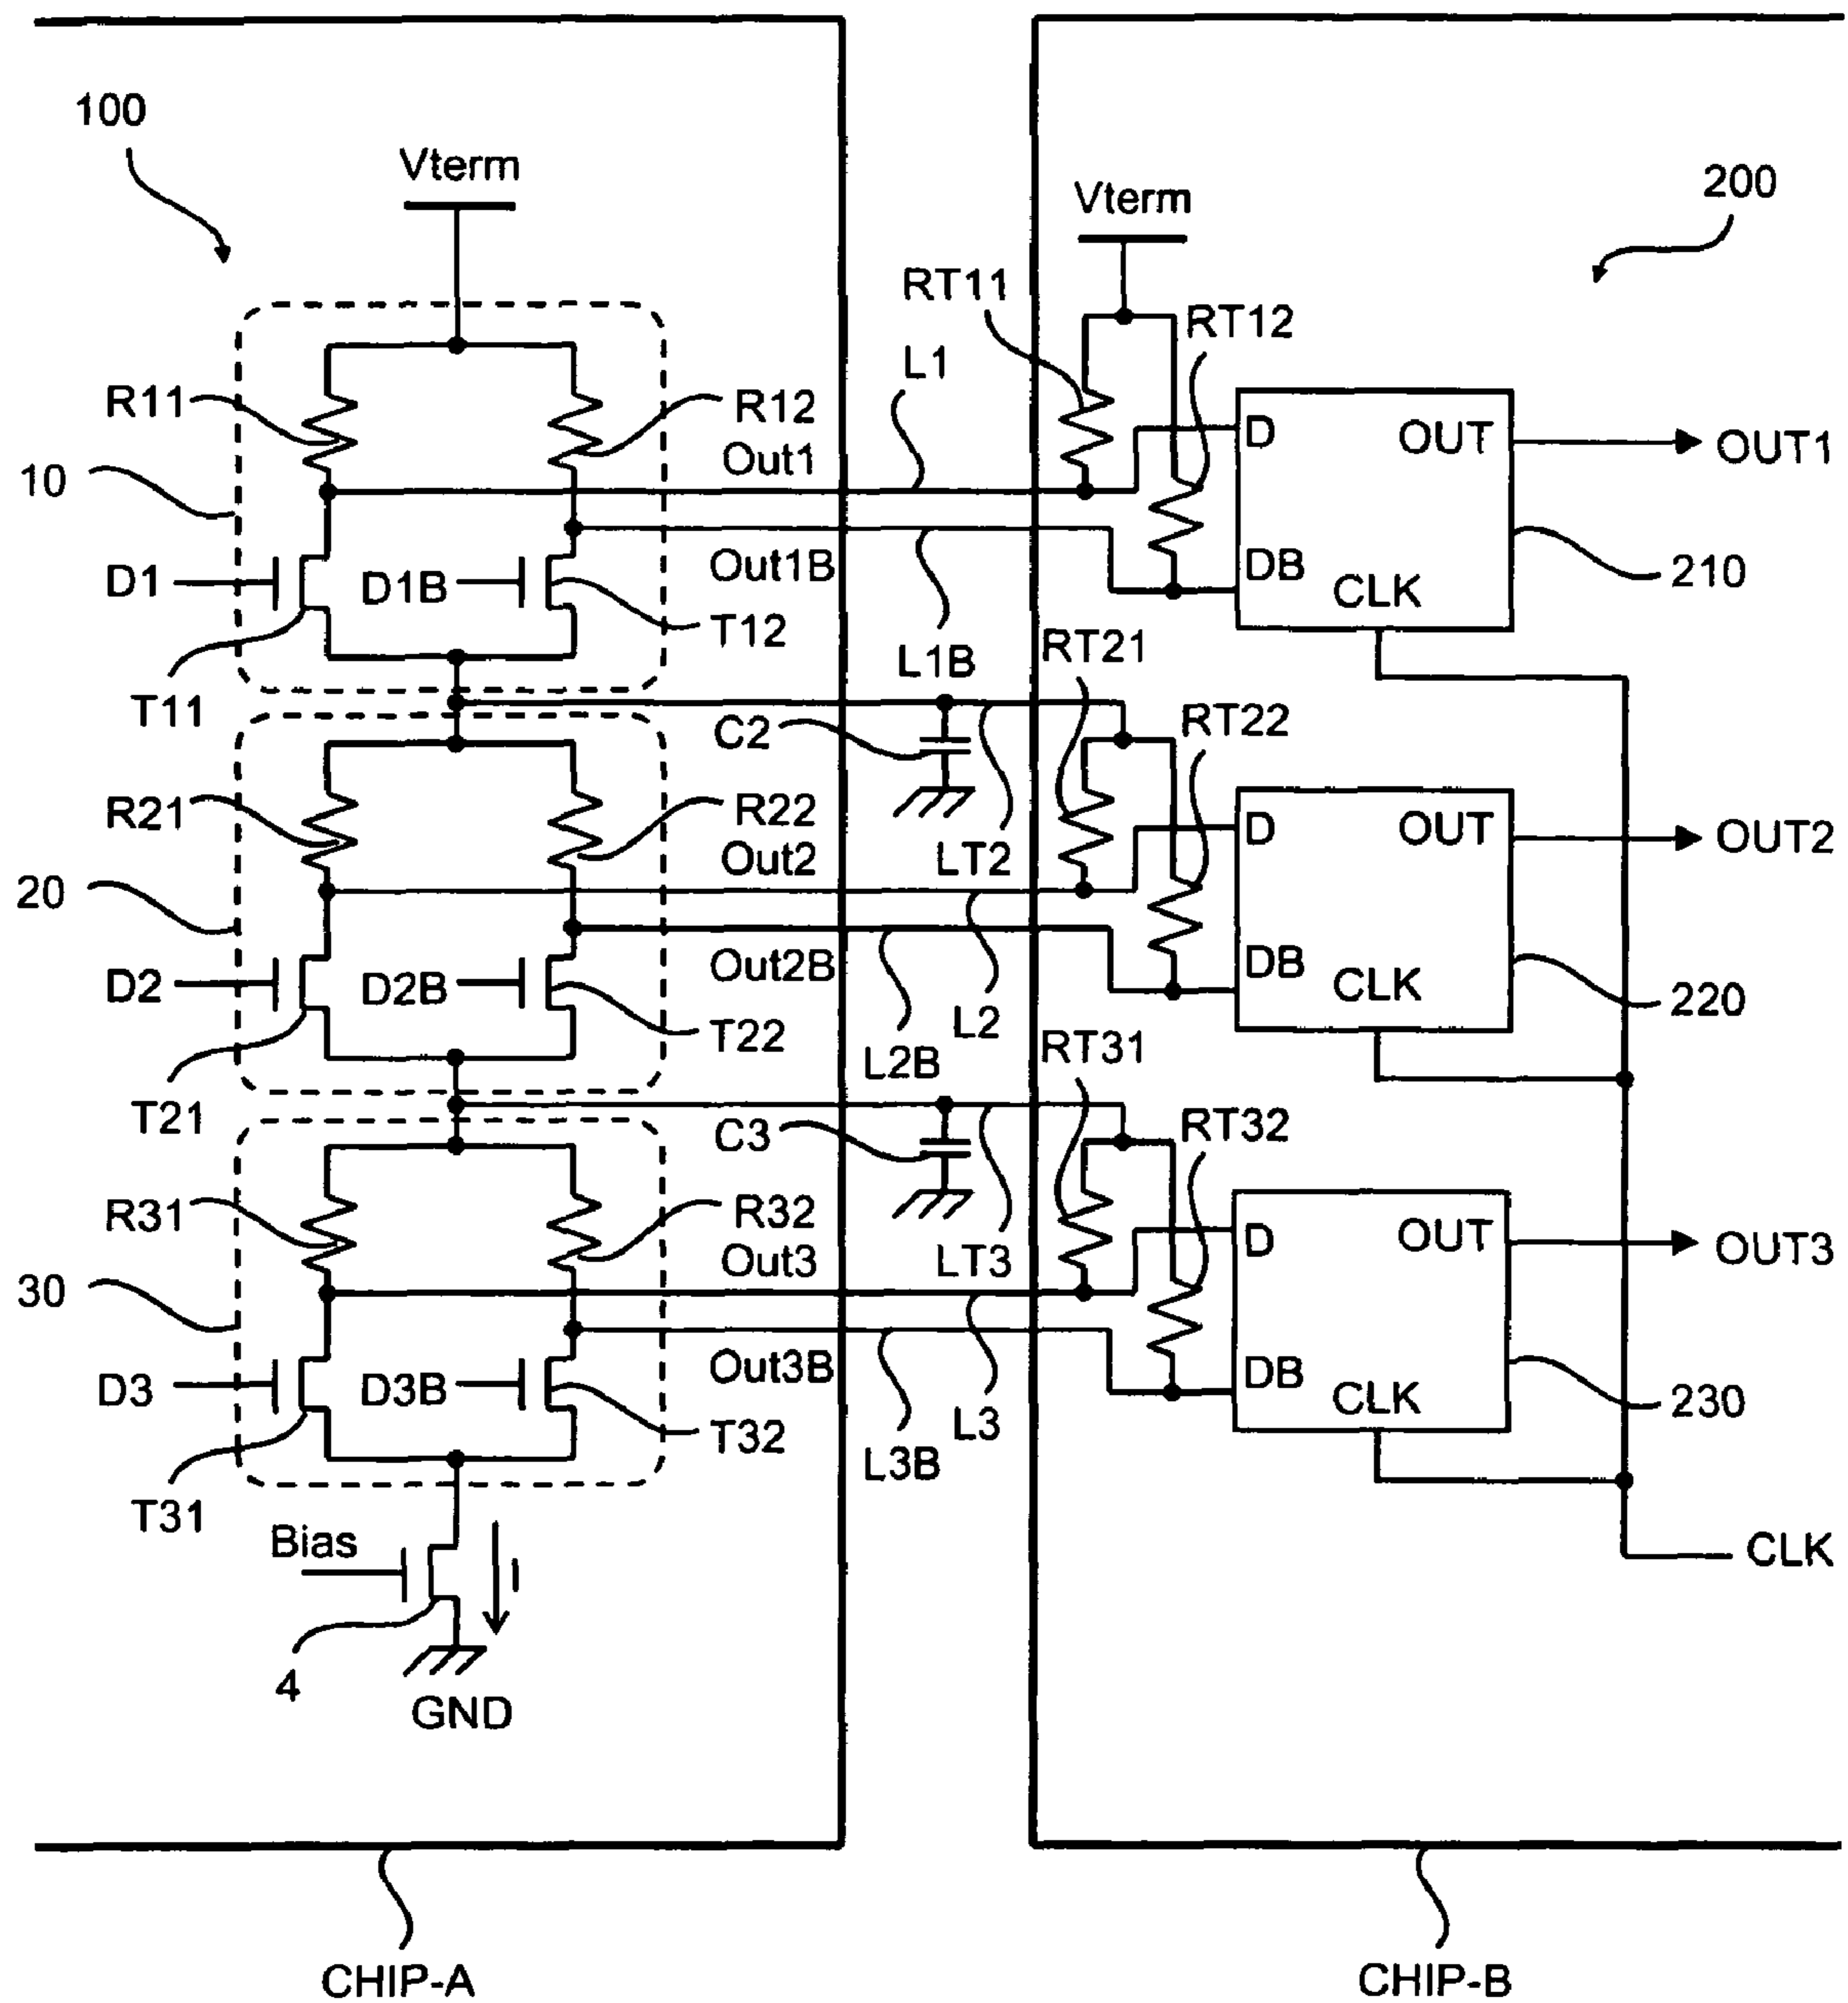 100
Vterm
Vterm
200
RT11
RT12
L1
R11
R12
D
OUT
OUT1
Out1
10
D1
D1B
Out1B
DB
CLK
210
T12
L1B
RT21
T11
C2
RT22
R21
R22
D
OUT
OUT2
Out2
LT2
20
D2
D2B
Out2B
DB
CLK
220
T22
L2
RT31
L2B
T21
C3
RT32
R31
R32
D
OUT
OUT3
Out3
LT3
30
D3
D3B
Out3B
DB
CLK
230
T32
L3
L3B
T31
Bias
I
CLK
4
GND
CHIP-A
CHIP-B